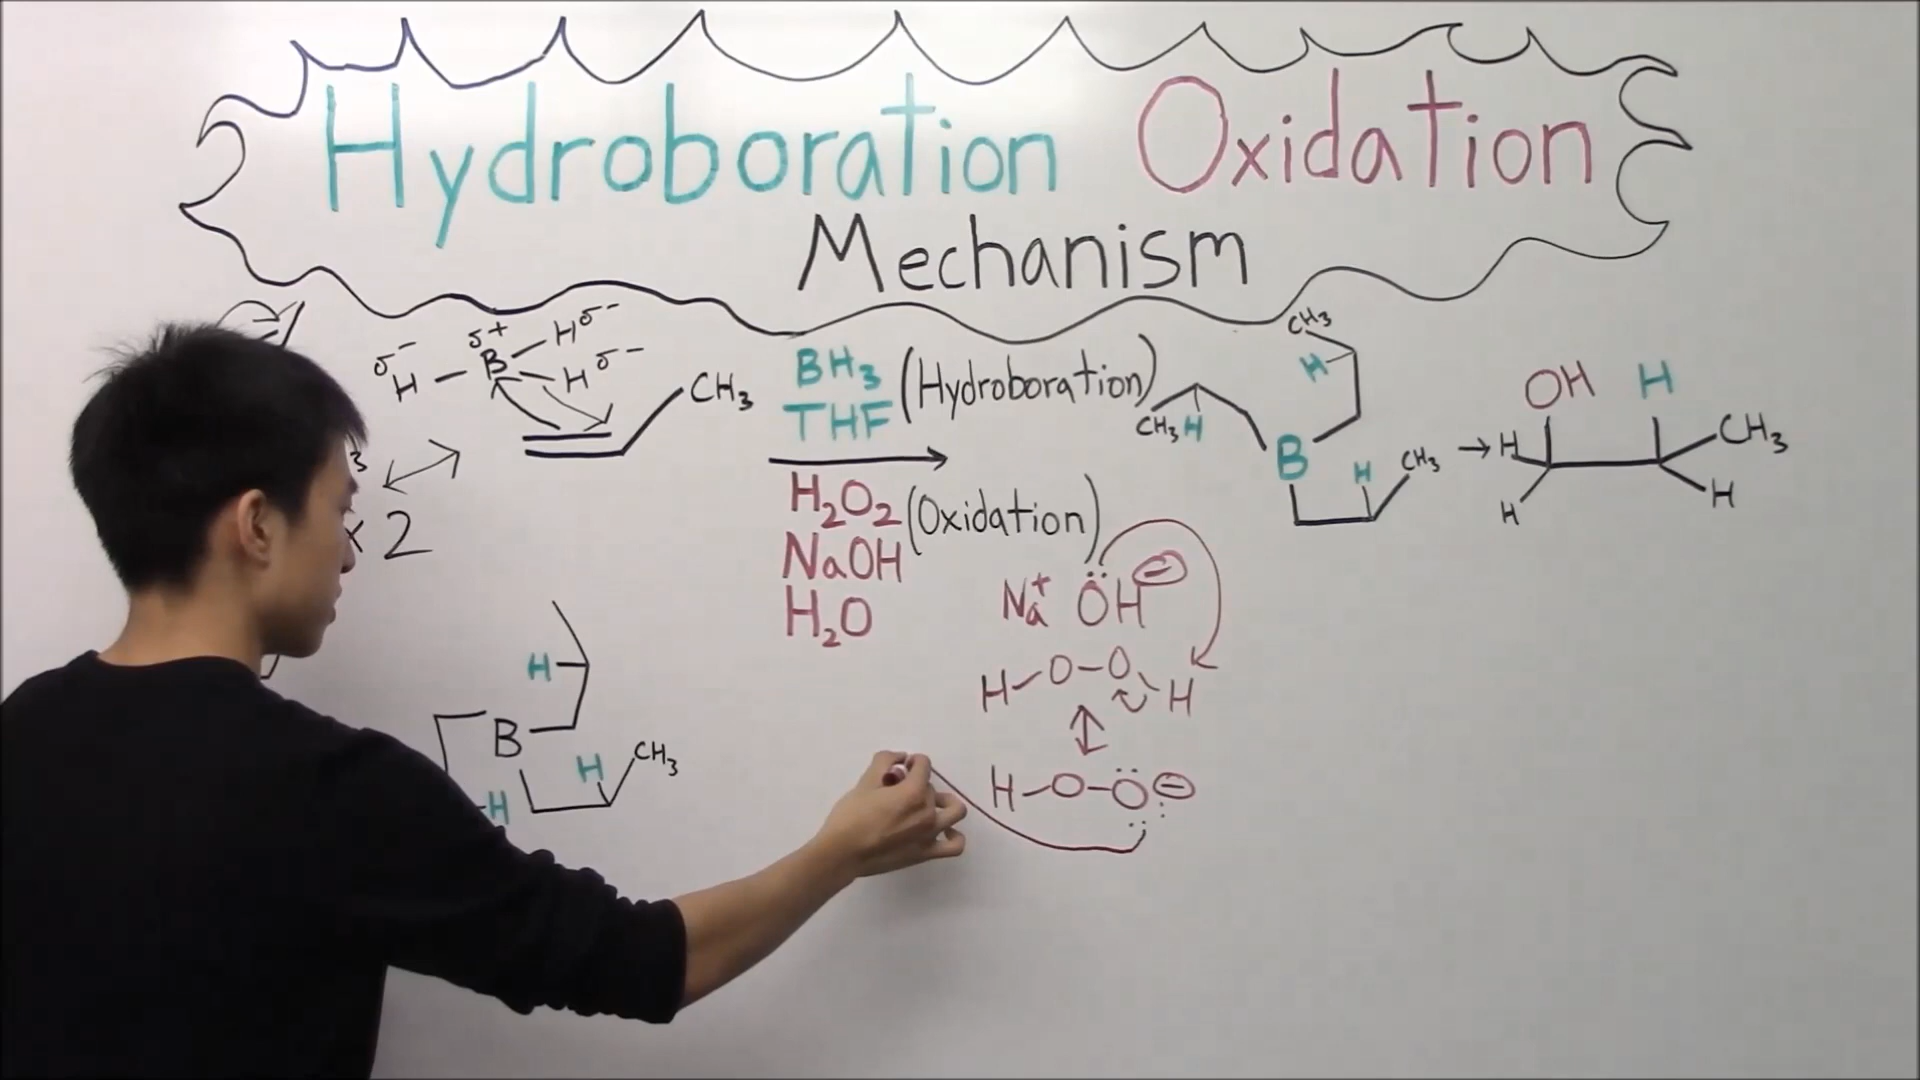 Hydroboration Oxidation
Mechanism
δ-
H
δ+
B
H δ-
H δ-
CH3
x 2
BH3
THF
(Hydroboration)
H2O2
NaOH
H2O
(Oxidation)
CH3
H
CH3 H
B
H
CH3
→
OH H
H
CH3
H
H
Na+ ÖH ⊖
H-O-O
H
H-O-Ö ⊖
H
B
H
CH3
H